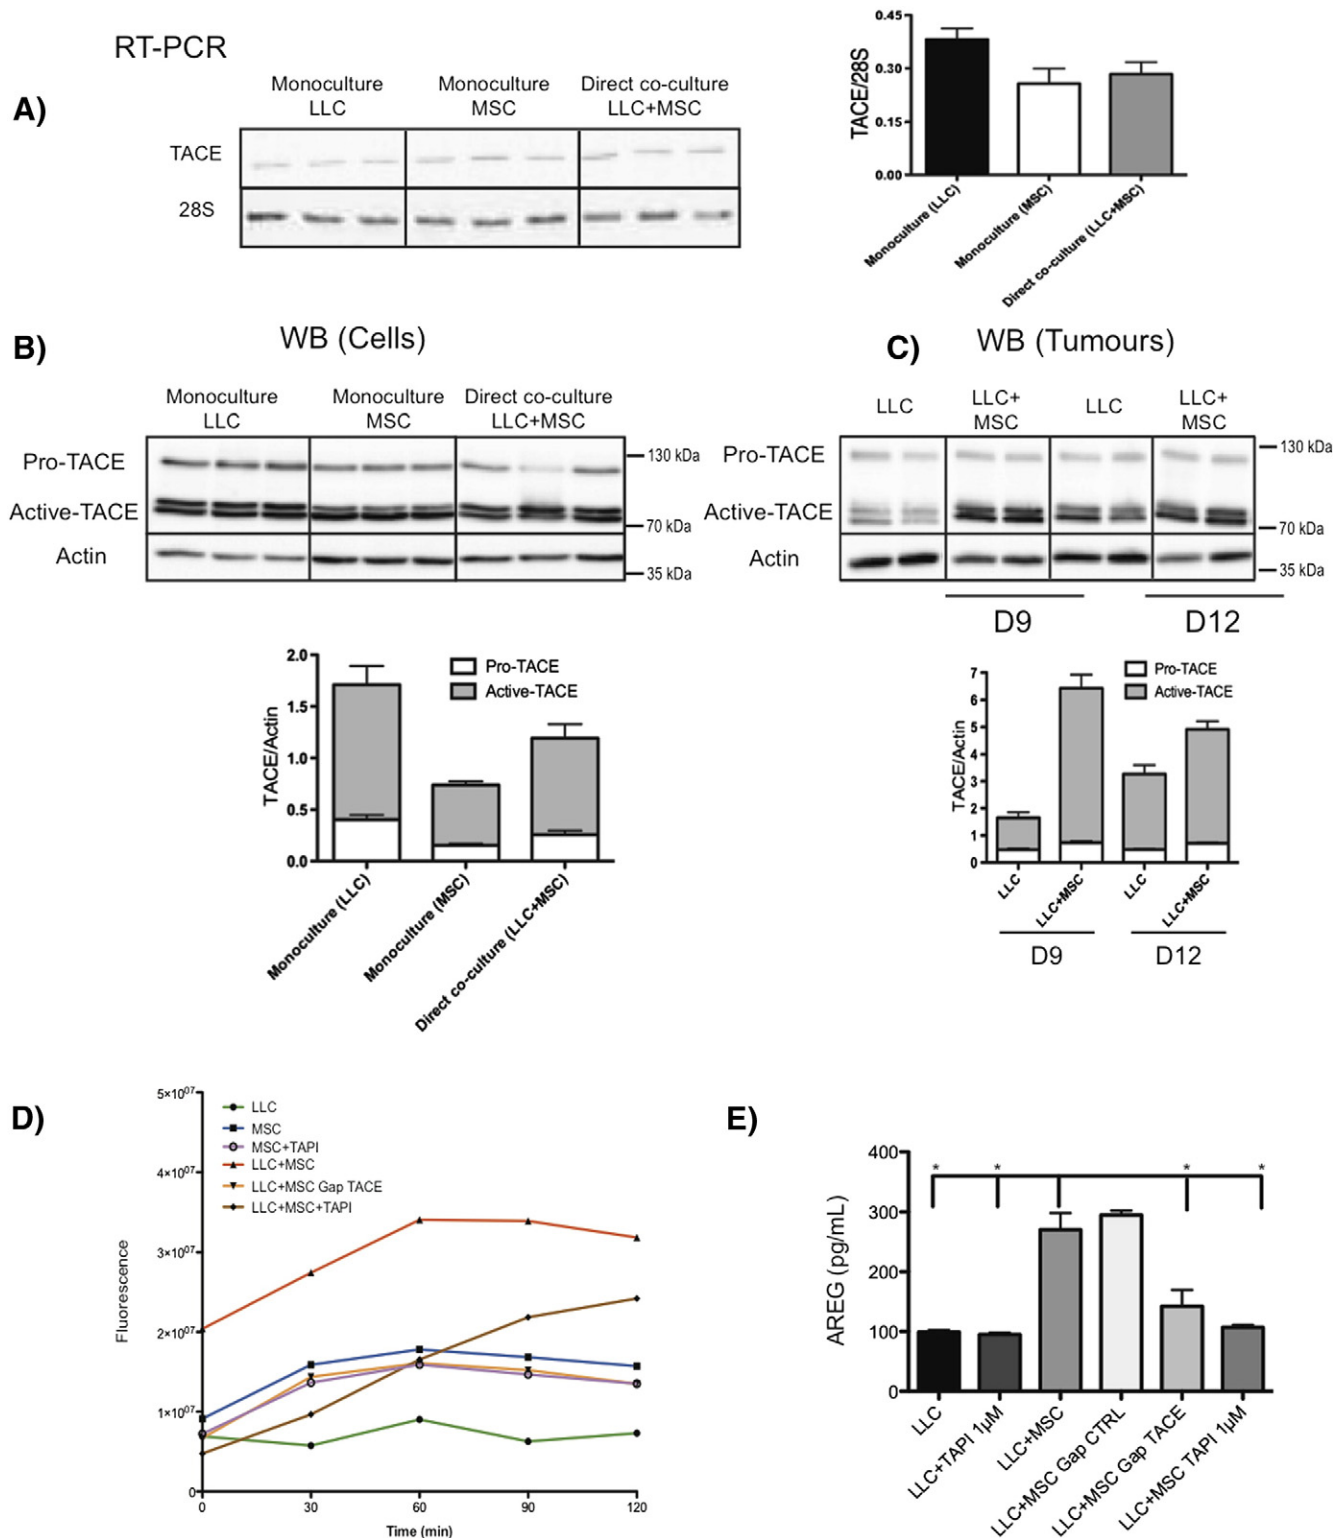 RT-PCR
A)
Monoculture
LLC
Monoculture
MSC
Direct co-culture
LLC+MSC
TACE
28S
TACE/28S
0.45
0.30
0.15
0.00
Monoculture (LLC)
Monoculture (MSC)
Direct co-culture (LLC+MSC)
B)
WB (Cells)
Monoculture
LLC
Monoculture
MSC
Direct co-culture
LLC+MSC
Pro-TACE
Active-TACE
Actin
130 kDa
70 kDa
35 kDa
TACE/Actin
2.0
1.5
1.0
0.5
0.0
Pro-TACE
Active-TACE
Monoculture (LLC)
Monoculture (MSC)
Direct co-culture (LLC+MSC)
C)
WB (Tumours)
LLC
LLC+
MSC
LLC
LLC+
MSC
Pro-TACE
Active-TACE
Actin
130 kDa
70 kDa
35 kDa
D9
D12
TACE/Actin
7
6
5
4
3
2
1
0
Pro-TACE
Active-TACE
LLC
LLC+MSC
LLC
LLC+MSC
D9
D12
D)
Fluorescence
5×10⁰⁷
4×10⁰⁷
3×10⁰⁷
2×10⁰⁷
1×10⁰⁷
0
LLC
MSC
MSC+TAPI
LLC+MSC
LLC+MSC Gap TACE
LLC+MSC+TAPI
0
30
60
90
120
Time (min)
E)
AREG (pg/mL)
400
300
200
100
0
*
*
*
*
LLC
LLC+TAPI 1µM
LLC+MSC
LLC+MSC Gap CTRL
LLC+MSC Gap TACE
LLC+MSC TAPI 1µM